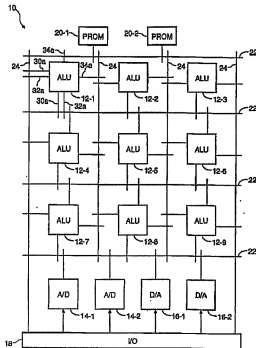 10
20-1
PROM
20-2
PROM
34a
24
24
24
22
30a
24
34a
32a
ALU
ALU
ALU
30a
32a
12-1
12-2
12-3
22
ALU
ALU
ALU
12-4
12-5
12-6
22
ALU
ALU
ALU
12-7
12-8
12-9
22
A/D
A/D
D/A
D/A
14-1
14-2
16-1
16-2
18
I/O